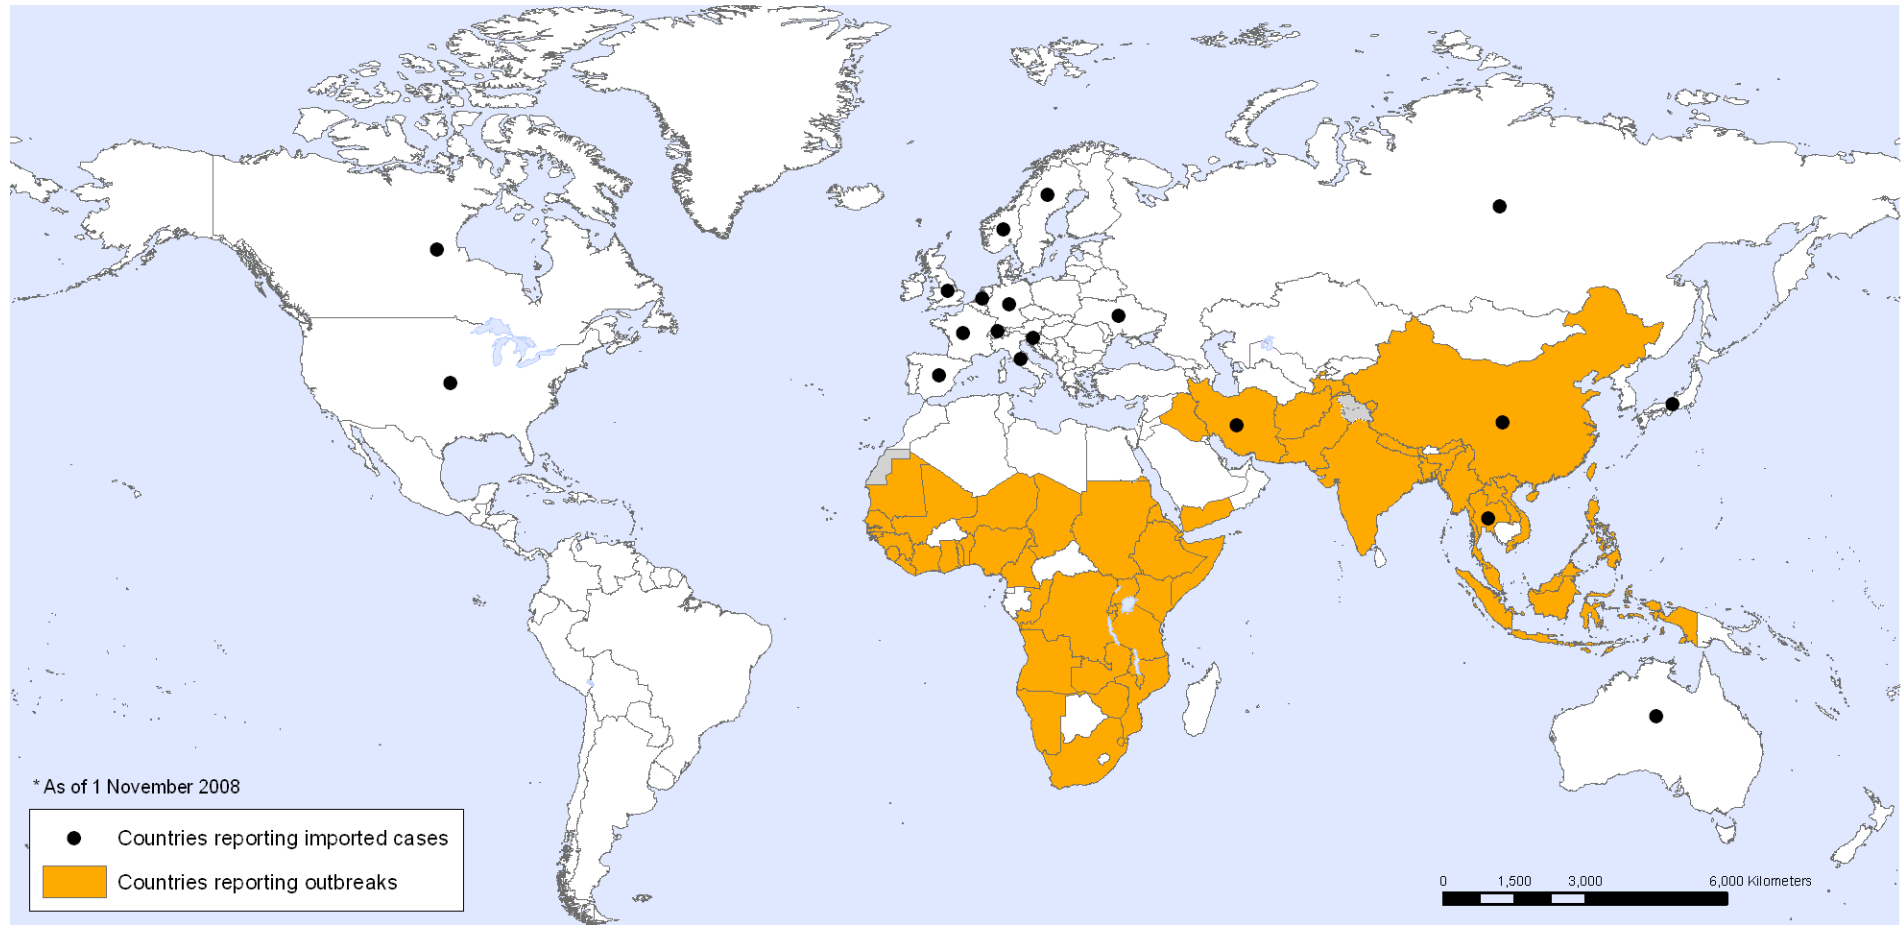 * As of 1 November 2008
Countries reporting imported cases
Countries reporting outbreaks
0 1,500 3,000 6,000 Kilometers